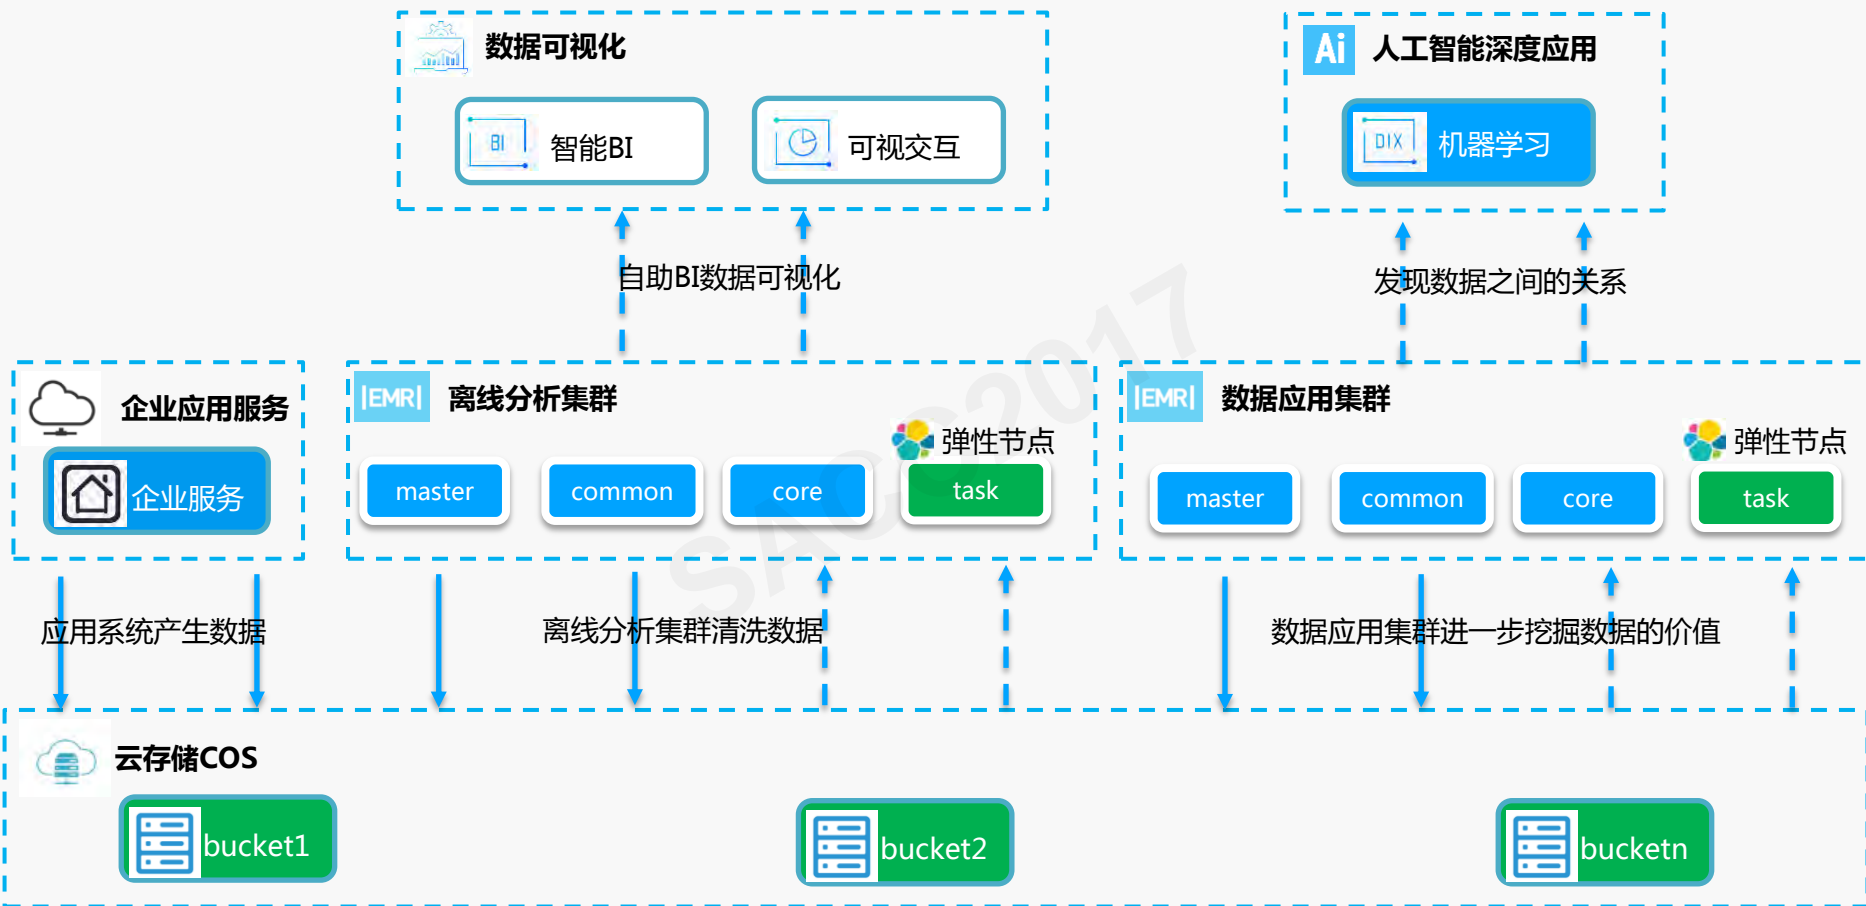 数据可视化
BI
智能BI
可视交互
Ai
人工智能深度应用
DIX
机器学习
自助BI数据可视化
发现数据之间的关系
企业应用服务
企业服务
EMR
离线分析集群
弹性节点
master
common
core
task
EMR
数据应用集群
弹性节点
master
common
core
task
应用系统产生数据
离线分析集群清洗数据
数据应用集群进一步挖掘数据的价值
云存储COS
bucket1
bucket2
bucketn
SACC2017